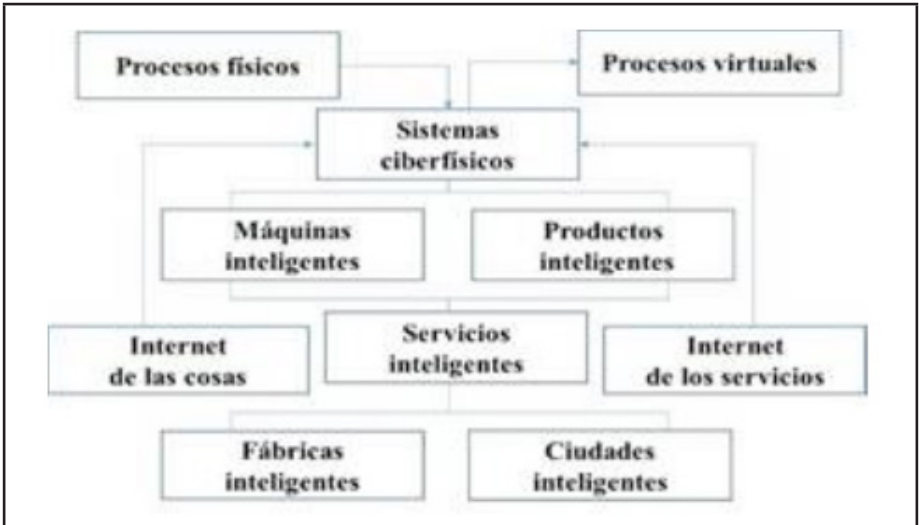 Procesos físicos
Procesos virtuales
Sistemas
ciberfísicos
Máquinas
inteligentes
Productos
inteligentes
Internet
de las cosas
Servicios
inteligentes
Internet
de los servicios
Fábricas
inteligentes
Ciudades
inteligentes